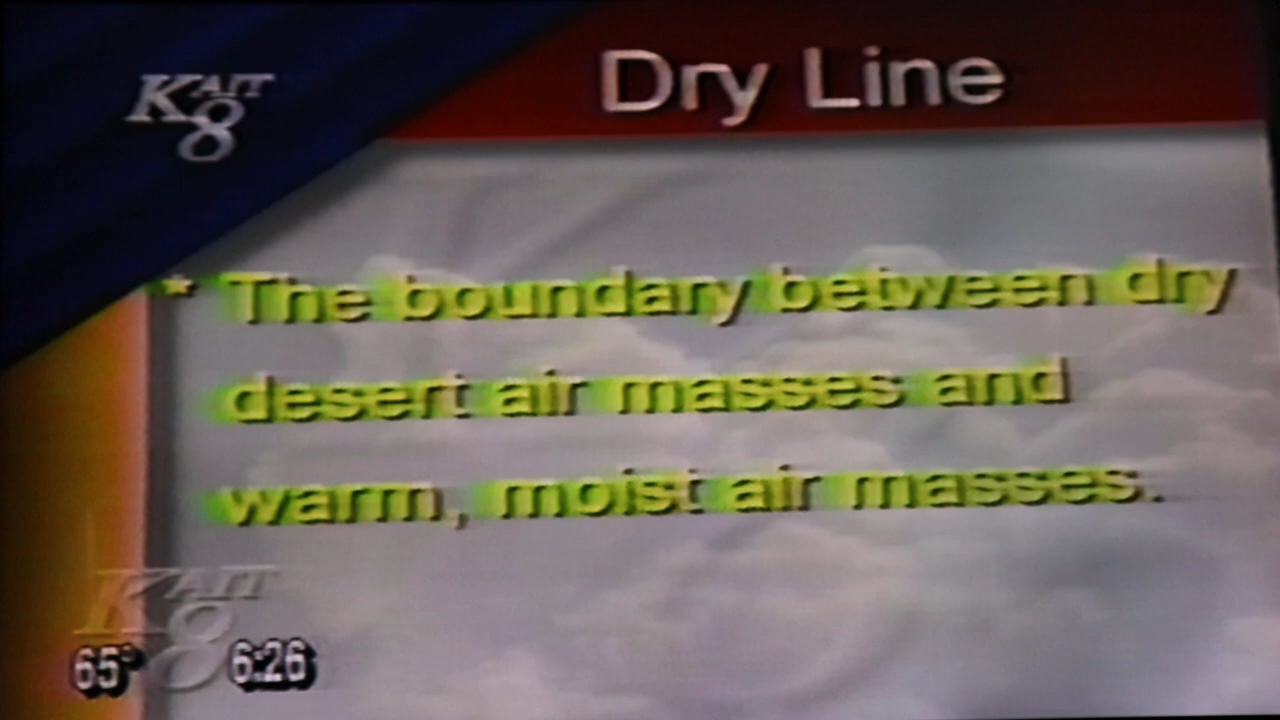 KAIT
8
Dry Line
* The boundary between dry
desert air masses and
warm, moist air masses.
KAIT
8
65° 6:26